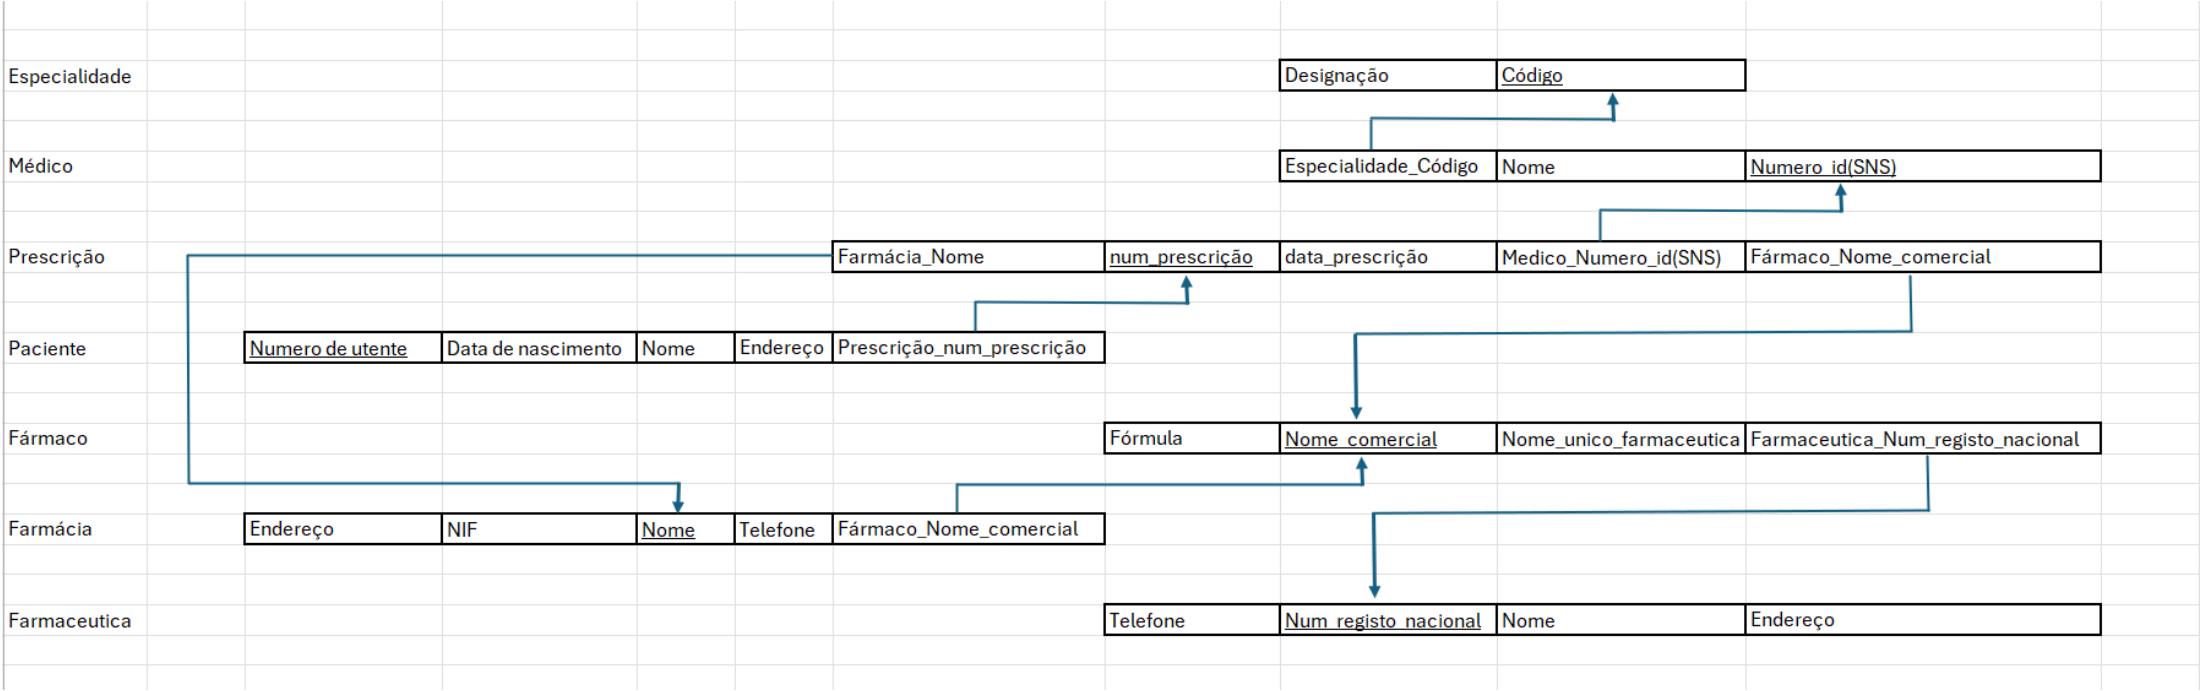 Especialidade Designação Código
Médico Especialidade_Código Nome Numero_id(SNS)
Prescrição Farmácia_Nome num_prescrição data_prescrição Medico_Numero_id(SNS) Fármaco_Nome_comercial
Paciente Numero de utente Data de nascimento Nome Endereço Prescrição_num_prescrição
Fármaco Fórmula Nome_comercial Nome_unico_farmaceutica Farmaceutica_Num_registo_nacional
Farmácia Endereço NIF Nome Telefone Fármaco_Nome_comercial
Farmaceutica Telefone Num_registo_nacional Nome Endereço